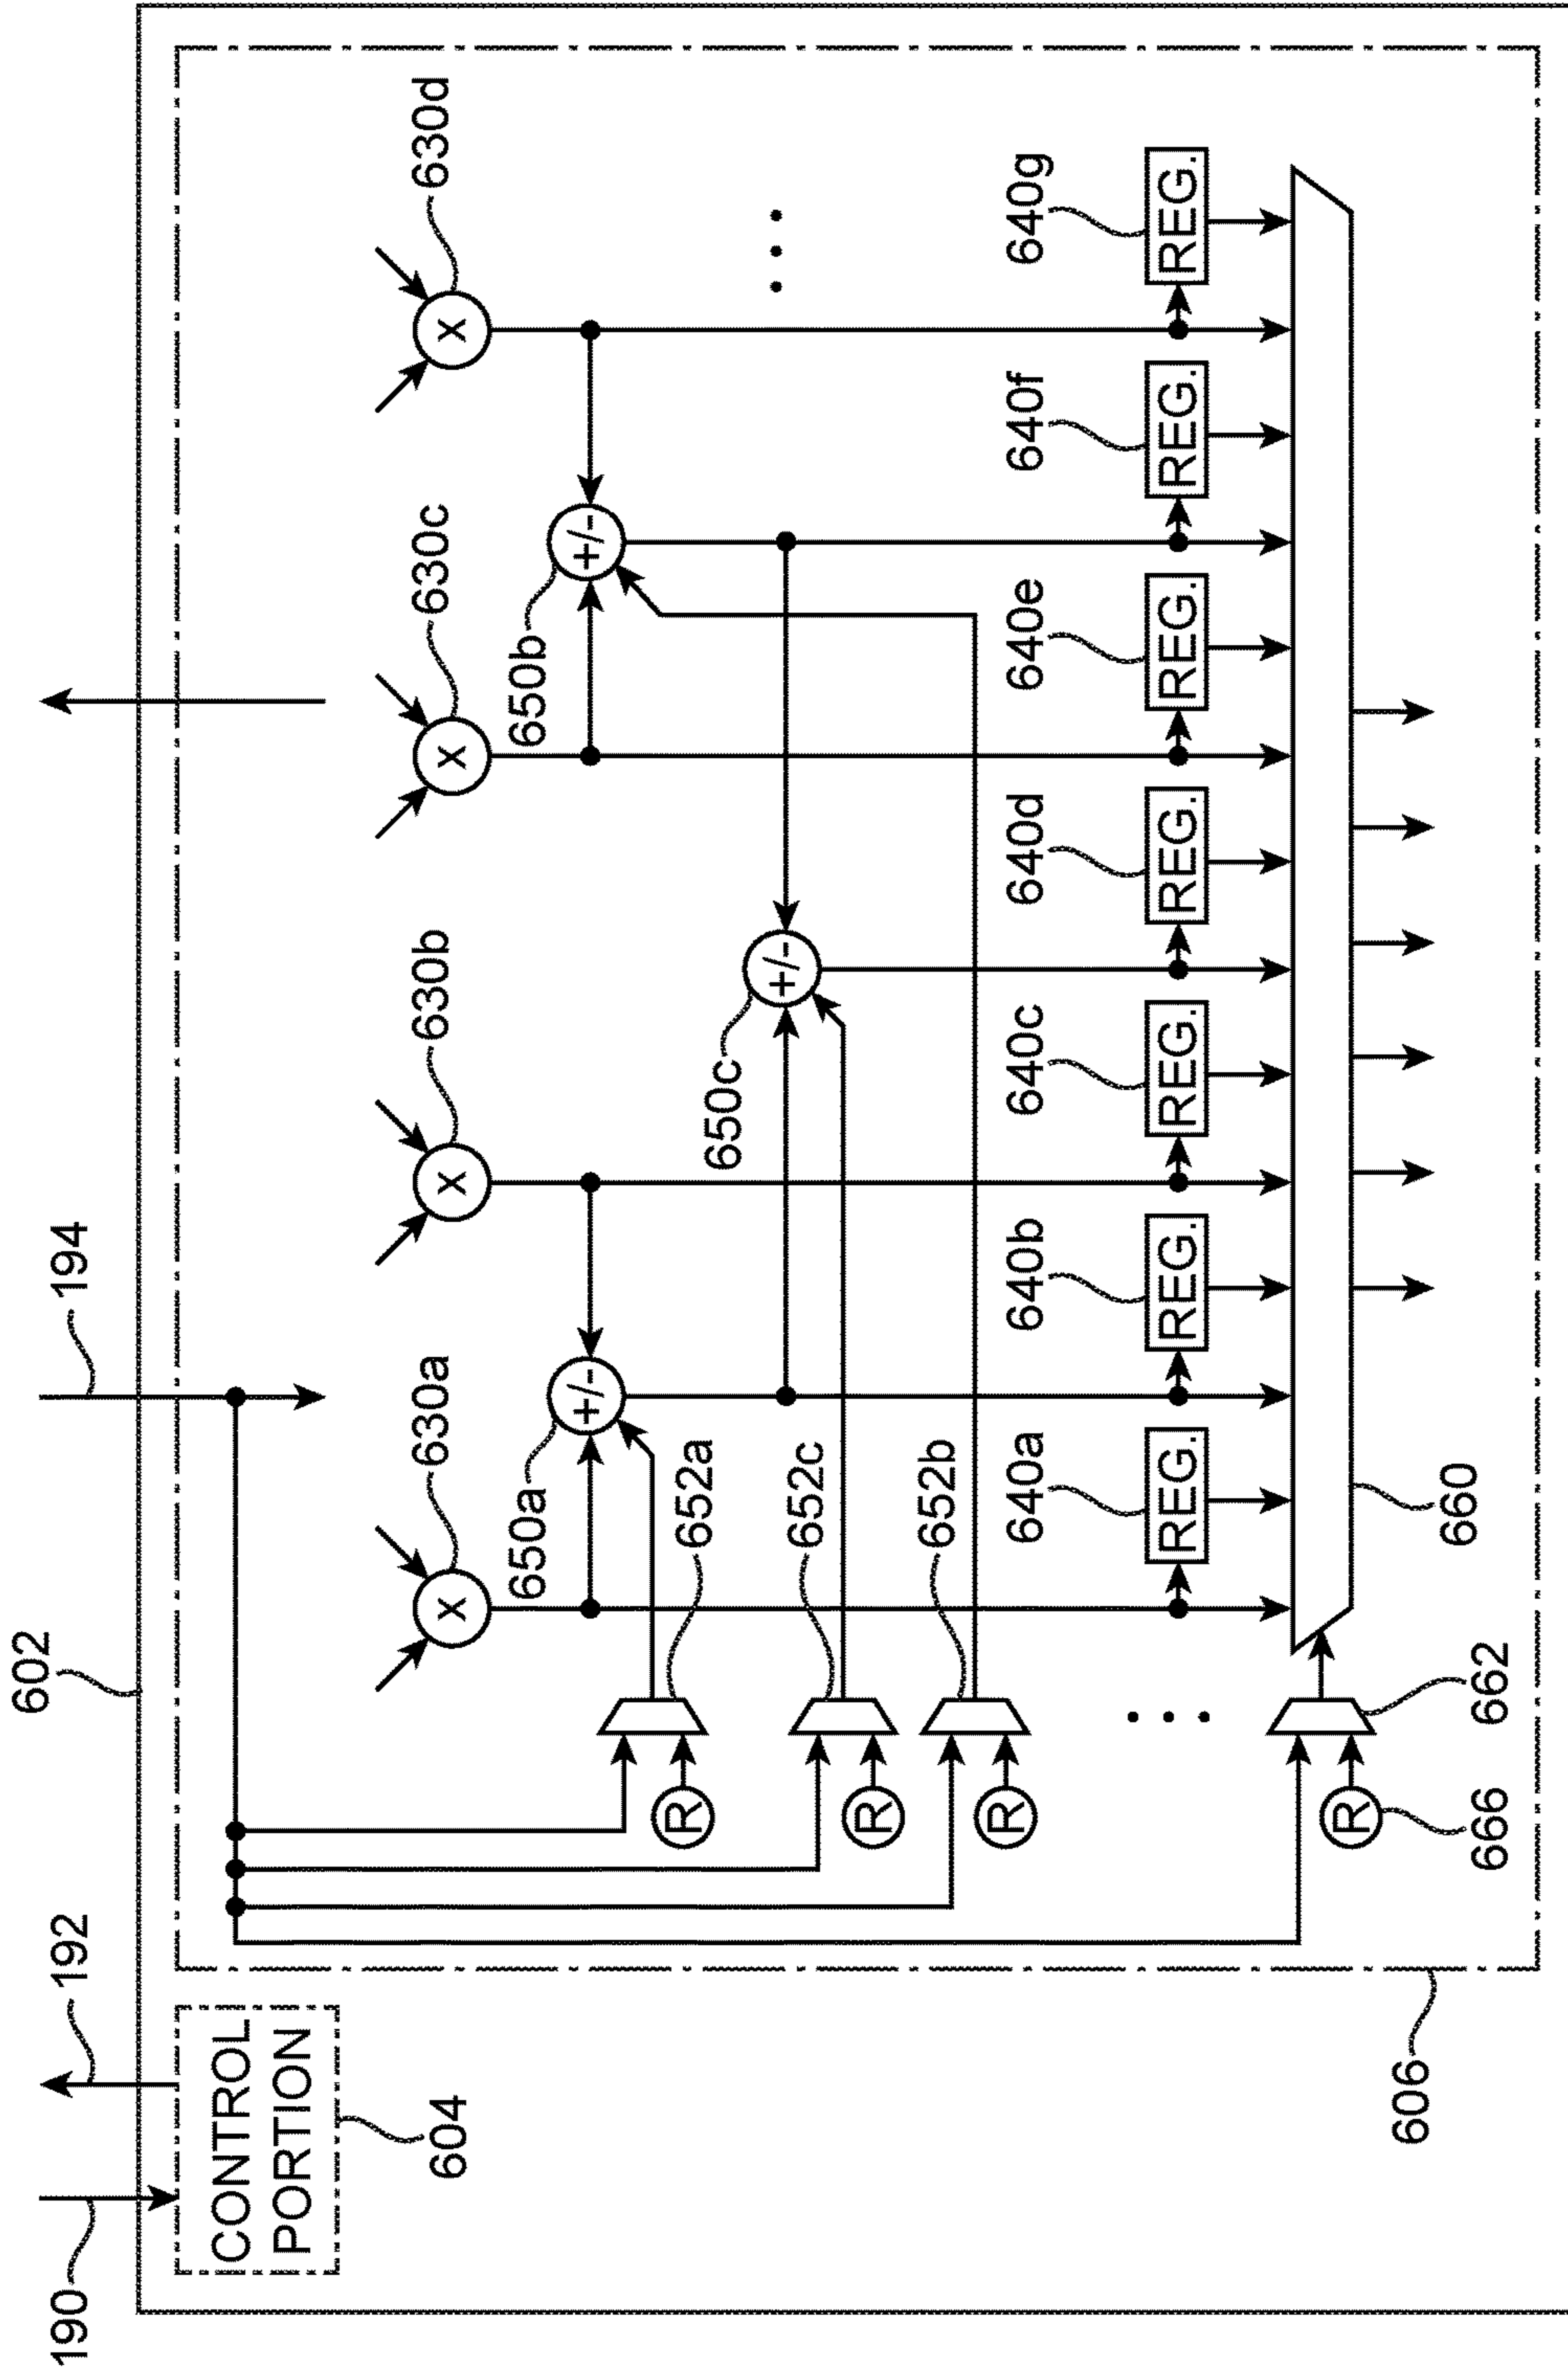 602
190
192
194
CONTROL
PORTION
604
630a
630b
630c
630d
650a
650b
650c
x
x
x
x
+/-
+/-
+/-
652a
652c
652b
R
R
R
R
640a
640b
640c
640d
640e
640f
640g
REG.
REG.
REG.
REG.
REG.
REG.
REG.
606
666
662
660